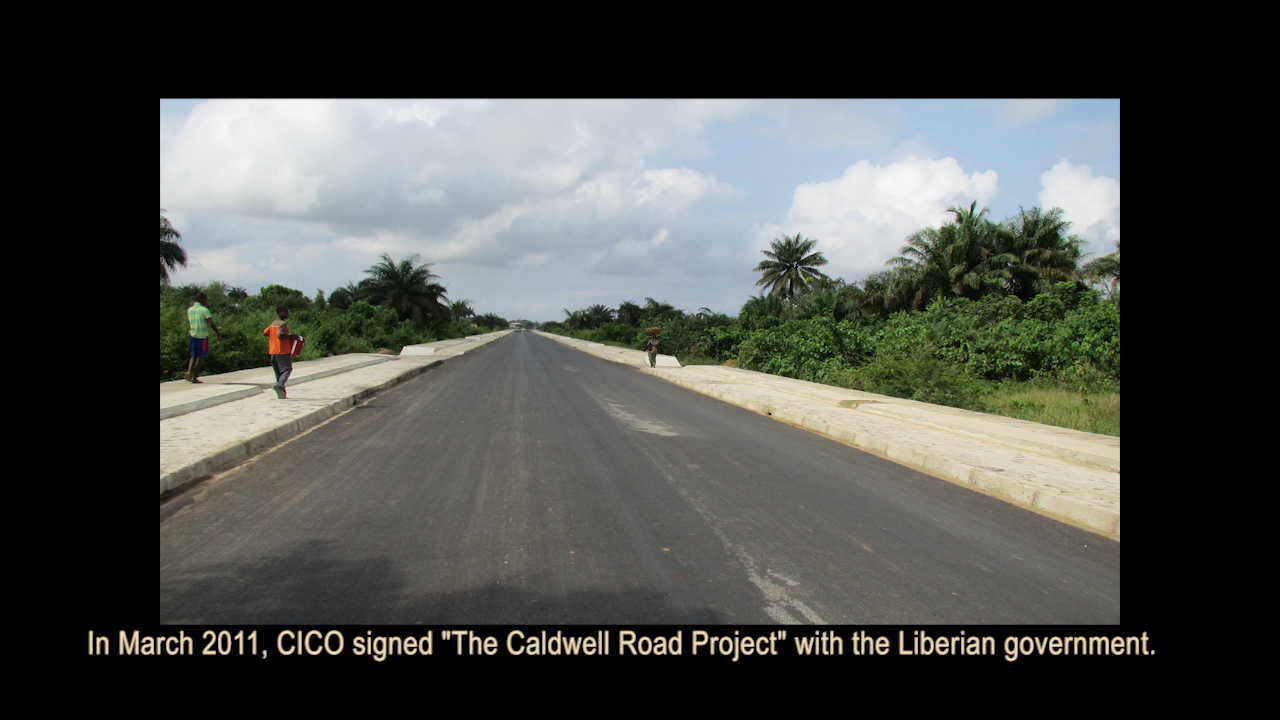 In March 2011, CICO signed "The Caldwell Road Project" with the Liberian government.